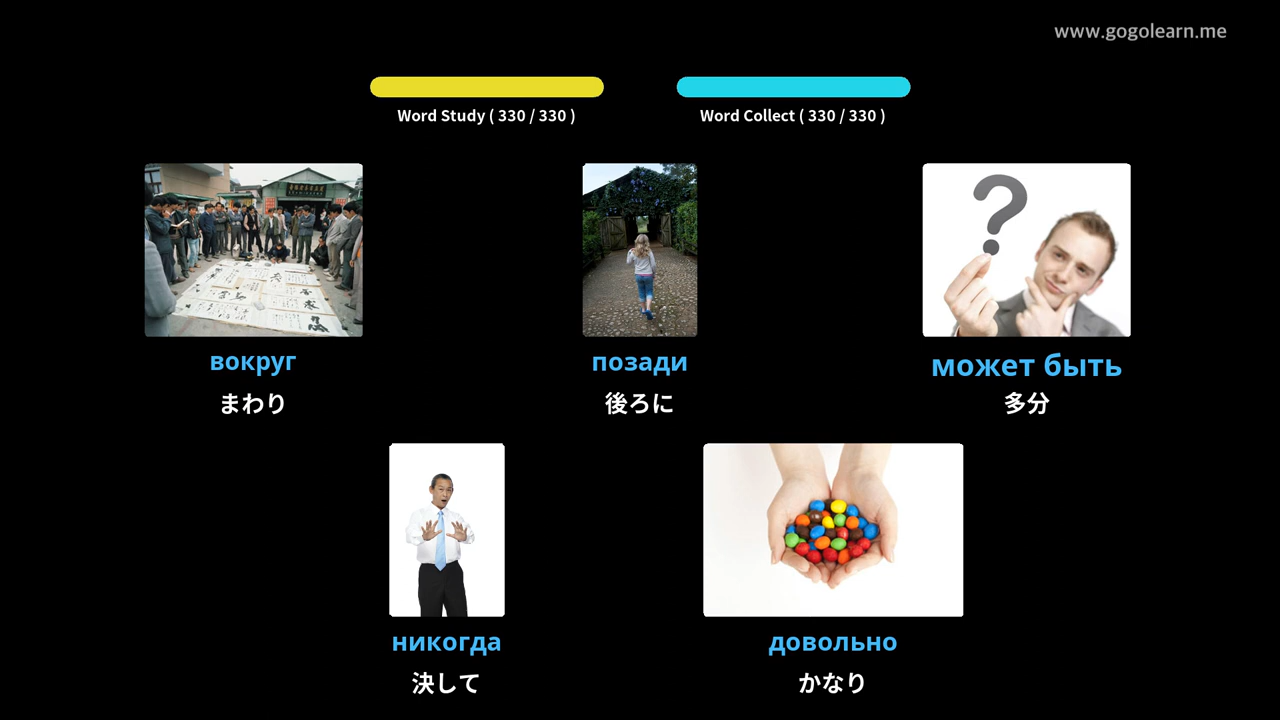 www.gogolearn.me
Word Study ( 330 / 330 )
Word Collect ( 330 / 330 )
вокруг
まわり
позади
後ろに
может быть
多分
никогда
決して
довольно
かなり